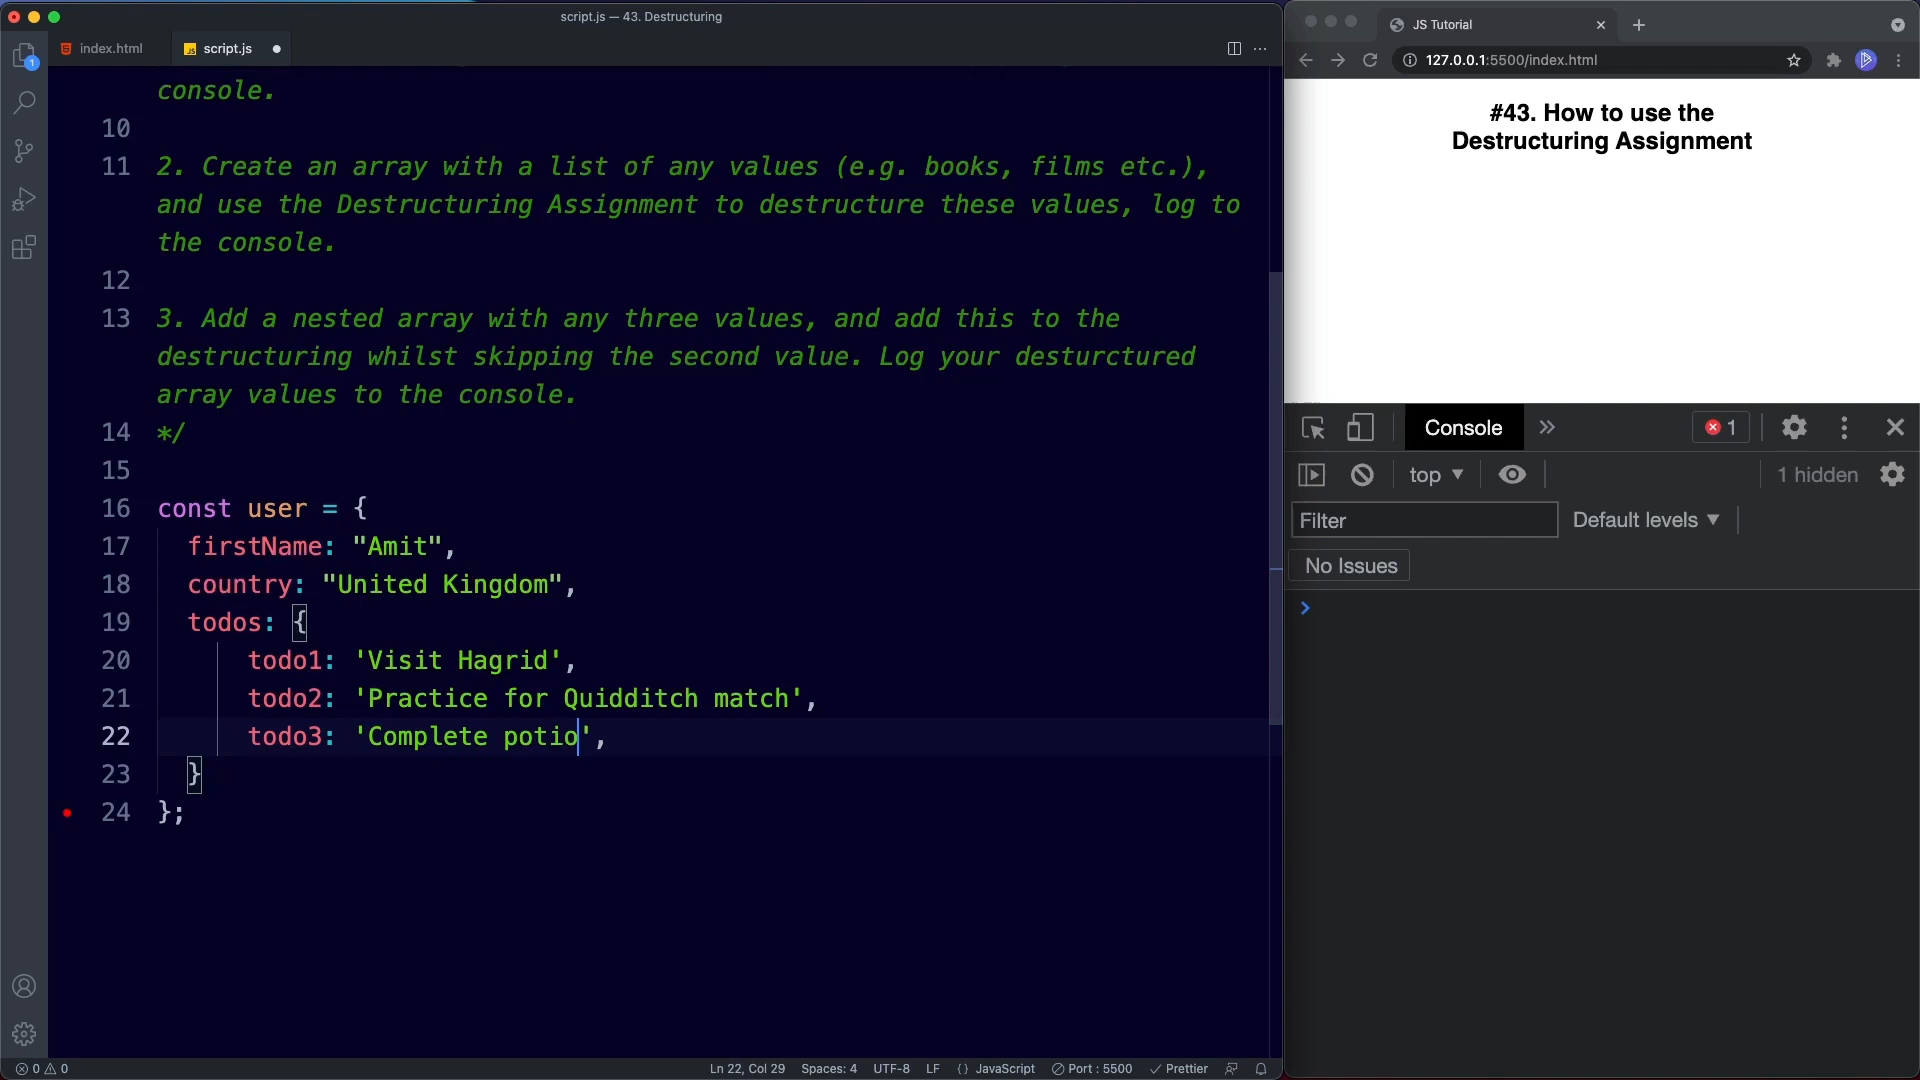 script.js — 43. Destructuring
index.html
script.js
console.
10
11 2. Create an array with a list of any values (e.g. books, films etc.),
and use the Destructuring Assignment to destructure these values, log to
the console.
12
13 3. Add a nested array with any three values, and add this to the
destructuring whilst skipping the second value. Log your desturctured
array values to the console.
14 */
15
16 const user = {
17 firstName: "Amit",
18 country: "United Kingdom",
19 todos: {
20 todo1: 'Visit Hagrid',
21 todo2: 'Practice for Quidditch match',
22 todo3: 'Complete potio',
23 }
24 };
1
0 0
Ln 22, Col 29 Spaces: 4 UTF-8 LF {} JavaScript Port : 5500 Prettier
JS Tutorial
127.0.0.1:5500/index.html
#43. How to use the
Destructuring Assignment
Console 1
top 1 hidden
Filter Default levels
No Issues